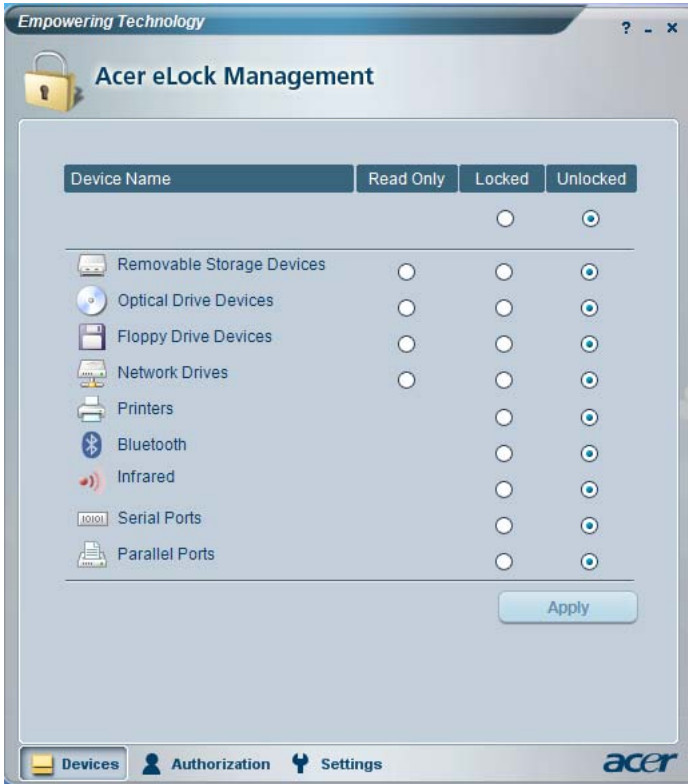 Empowering Technology
? - ×
Acer eLock Management
Device Name Read Only Locked Unlocked
Removable Storage Devices
Optical Drive Devices
Floppy Drive Devices
Network Drives
Printers
Bluetooth
Infrared
10101 Serial Ports
Parallel Ports
Apply
Devices Authorization Settings acer